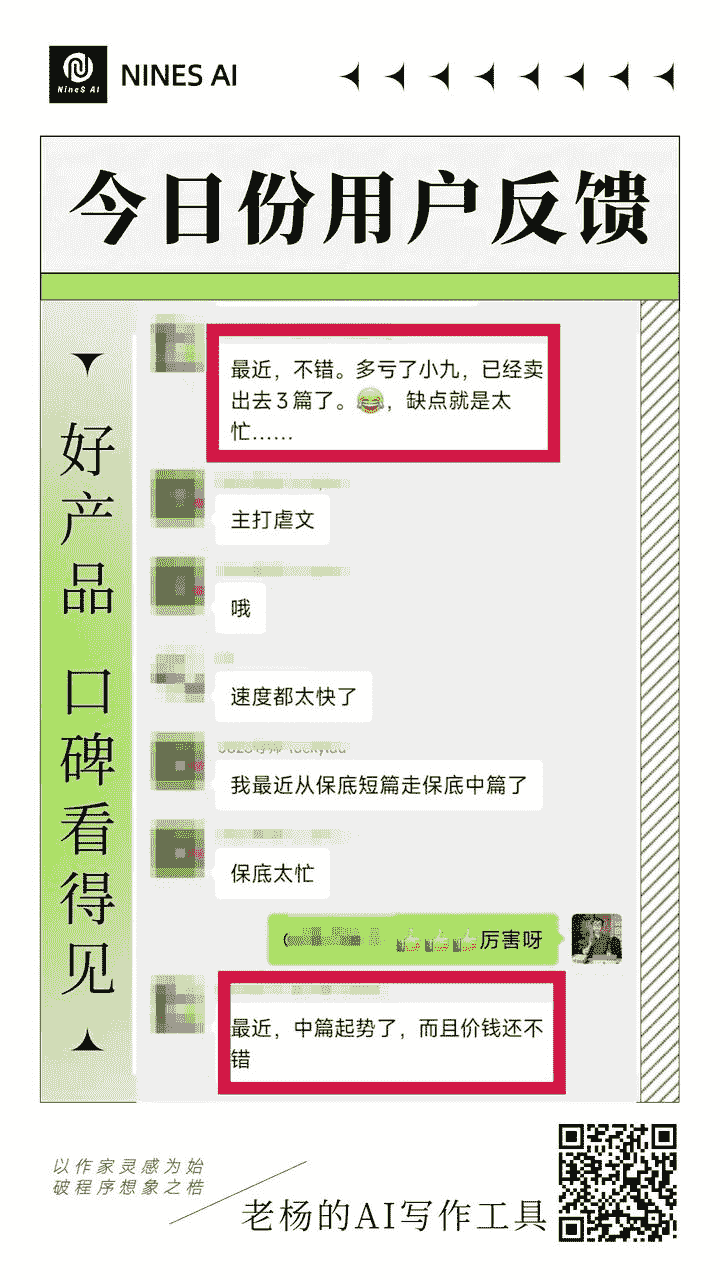 NineS AI
NINES AI
今日份用户反馈
好产品 口碑看得见
最近，不错。多亏了小九，已经卖
出去3篇了。😂，缺点就是太
忙……
主打虐文
哦
速度都太快了
我最近从保底短篇走保底中篇了
保底太忙
👍👍👍厉害呀
最近，中篇起势了，而且价钱还不
错
以作家灵感为始
破程序想象之梏
老杨的AI写作工具